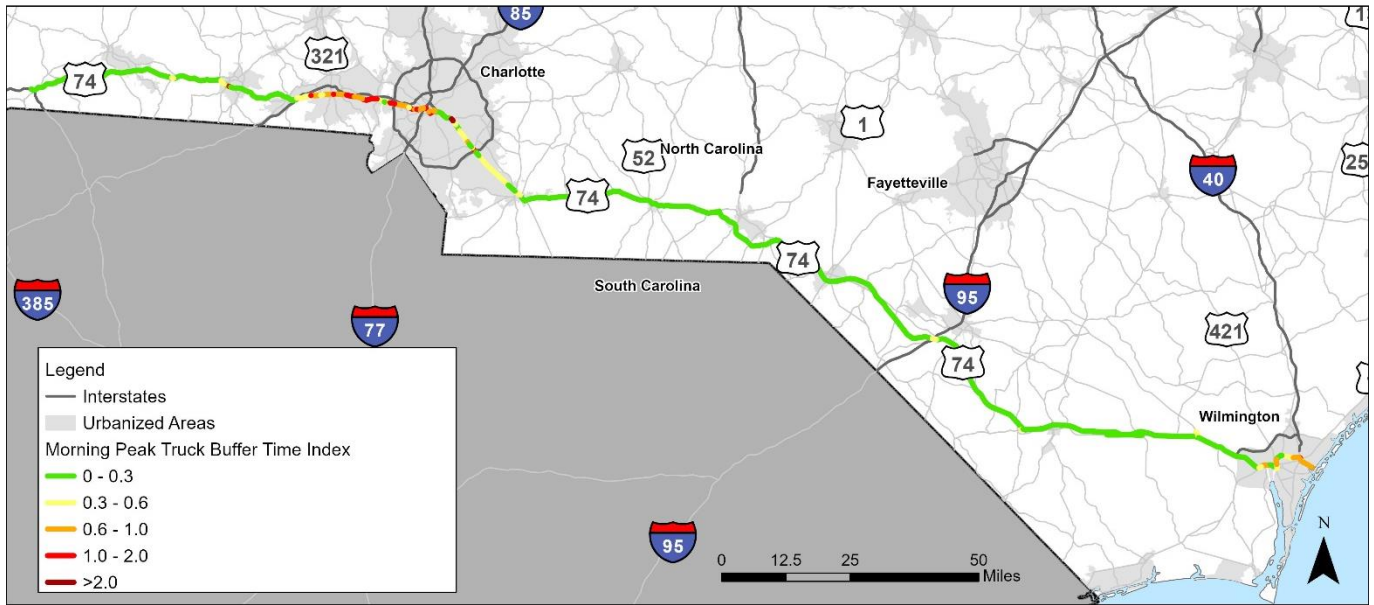 85
321
74
Charlotte
1
52
North Carolina
Fayetteville
40
25
74
74
South Carolina
385
95
77
421
74
Wilmington
Legend
Interstates
Urbanized Areas
Morning Peak Truck Buffer Time Index
0 - 0.3
0.3 - 0.6
0.6 - 1.0
1.0 - 2.0
>2.0
95
0 12.5 25 50
Miles
N